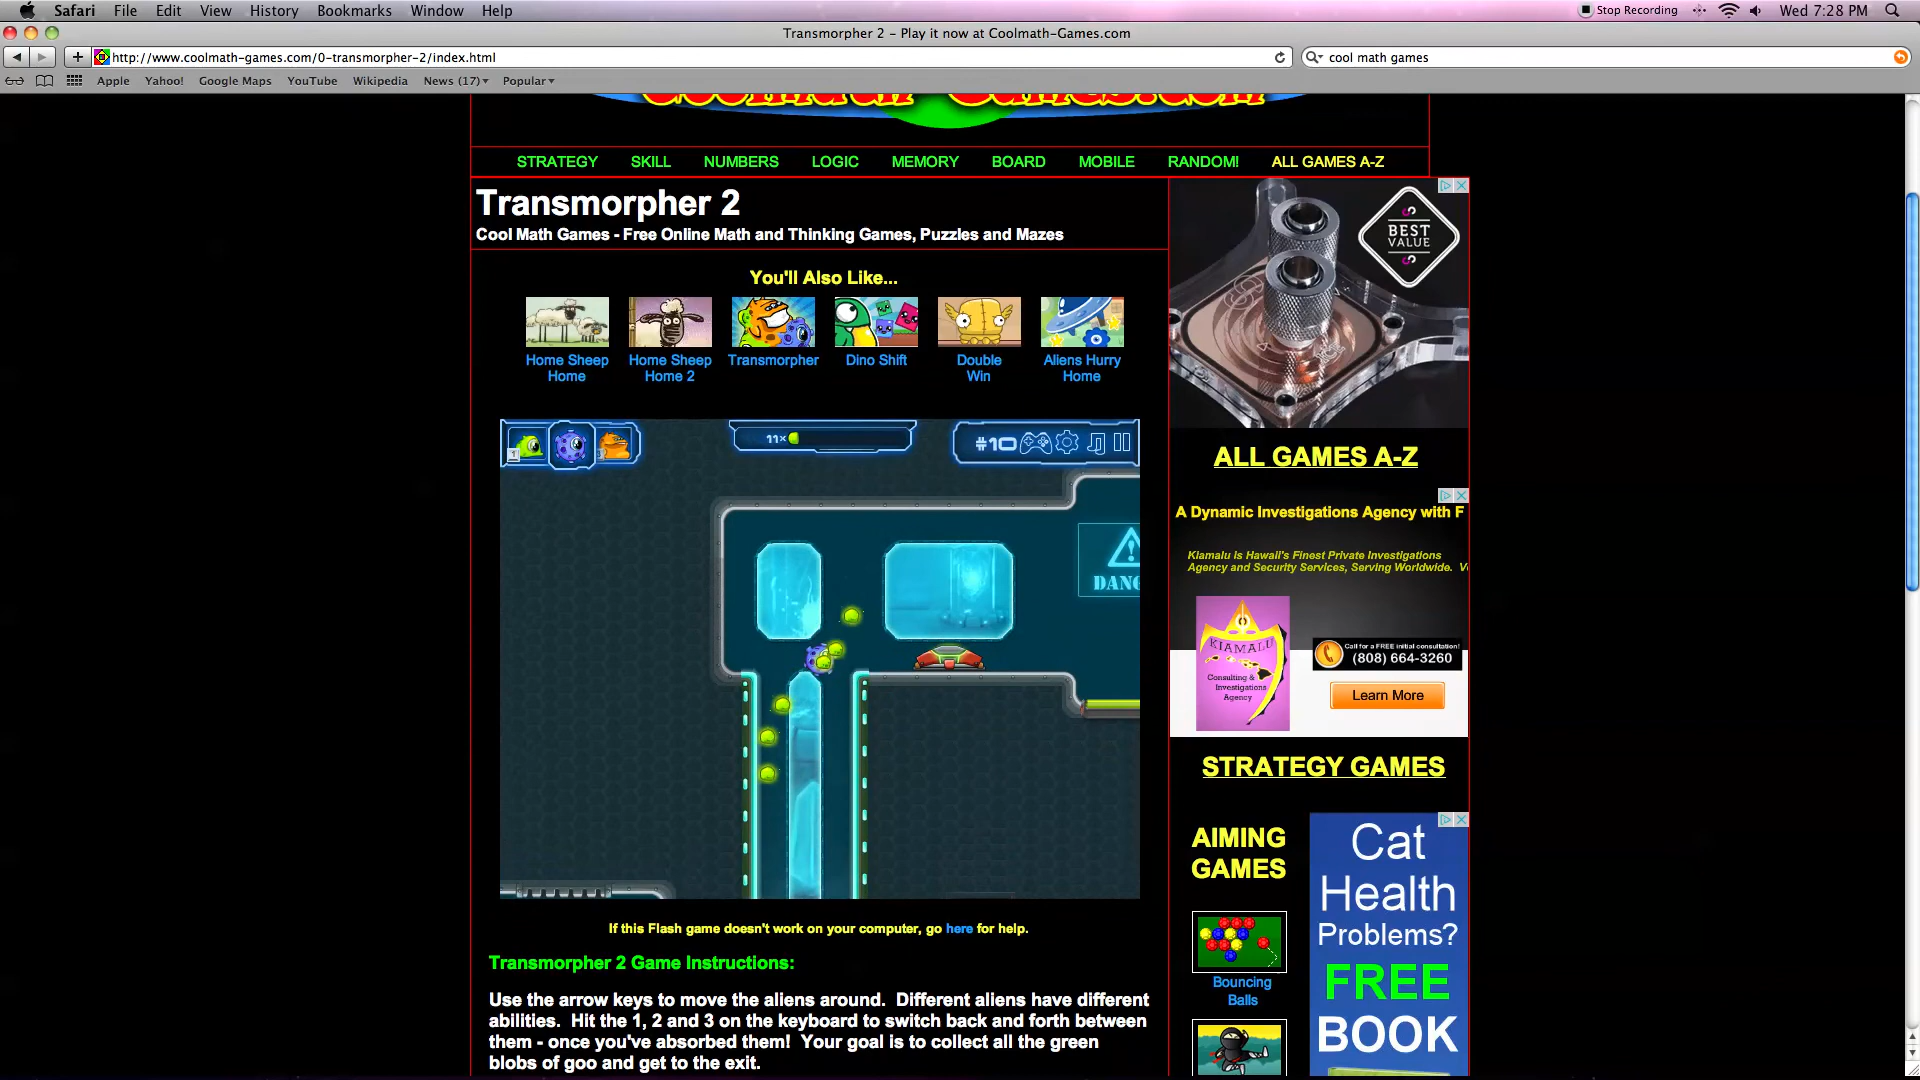 Safari File Edit View History Bookmarks Window Help
Stop Recording Wed 7:28 PM
Transmorpher 2 – Play it now at Coolmath-Games.com
http://www.coolmath-games.com/0-transmorpher-2/index.html
cool math games
Apple Yahoo! Google Maps YouTube Wikipedia News (17) Popular
STRATEGY SKILL NUMBERS LOGIC MEMORY BOARD MOBILE RANDOM! ALL GAMES A-Z
Transmorpher 2
Cool Math Games - Free Online Math and Thinking Games, Puzzles and Mazes
You'll Also Like...
Home Sheep Home
Home Sheep Home 2
Transmorpher
Dino Shift
Double Win
Aliens Hurry Home
1
11×
#10
DANG
If this Flash game doesn't work on your computer, go here for help.
Transmorpher 2 Game Instructions:
Use the arrow keys to move the aliens around. Different aliens have different
abilities. Hit the 1, 2 and 3 on the keyboard to switch back and forth between
them - once you've absorbed them! Your goal is to collect all the green
blobs of goo and get to the exit.
BEST
VALUE
ALL GAMES A-Z
A Dynamic Investigations Agency with F
Kiamalu is Hawaii's Finest Private Investigations
Agency and Security Services, Serving Worldwide.
KIAMALU
Consulting &
Investigations
Agency
Call for a FREE initial consultation!
(808) 664-3260
Learn More
STRATEGY GAMES
AIMING
GAMES
Bouncing
Balls
Cat
Health
Problems?
FREE
BOOK